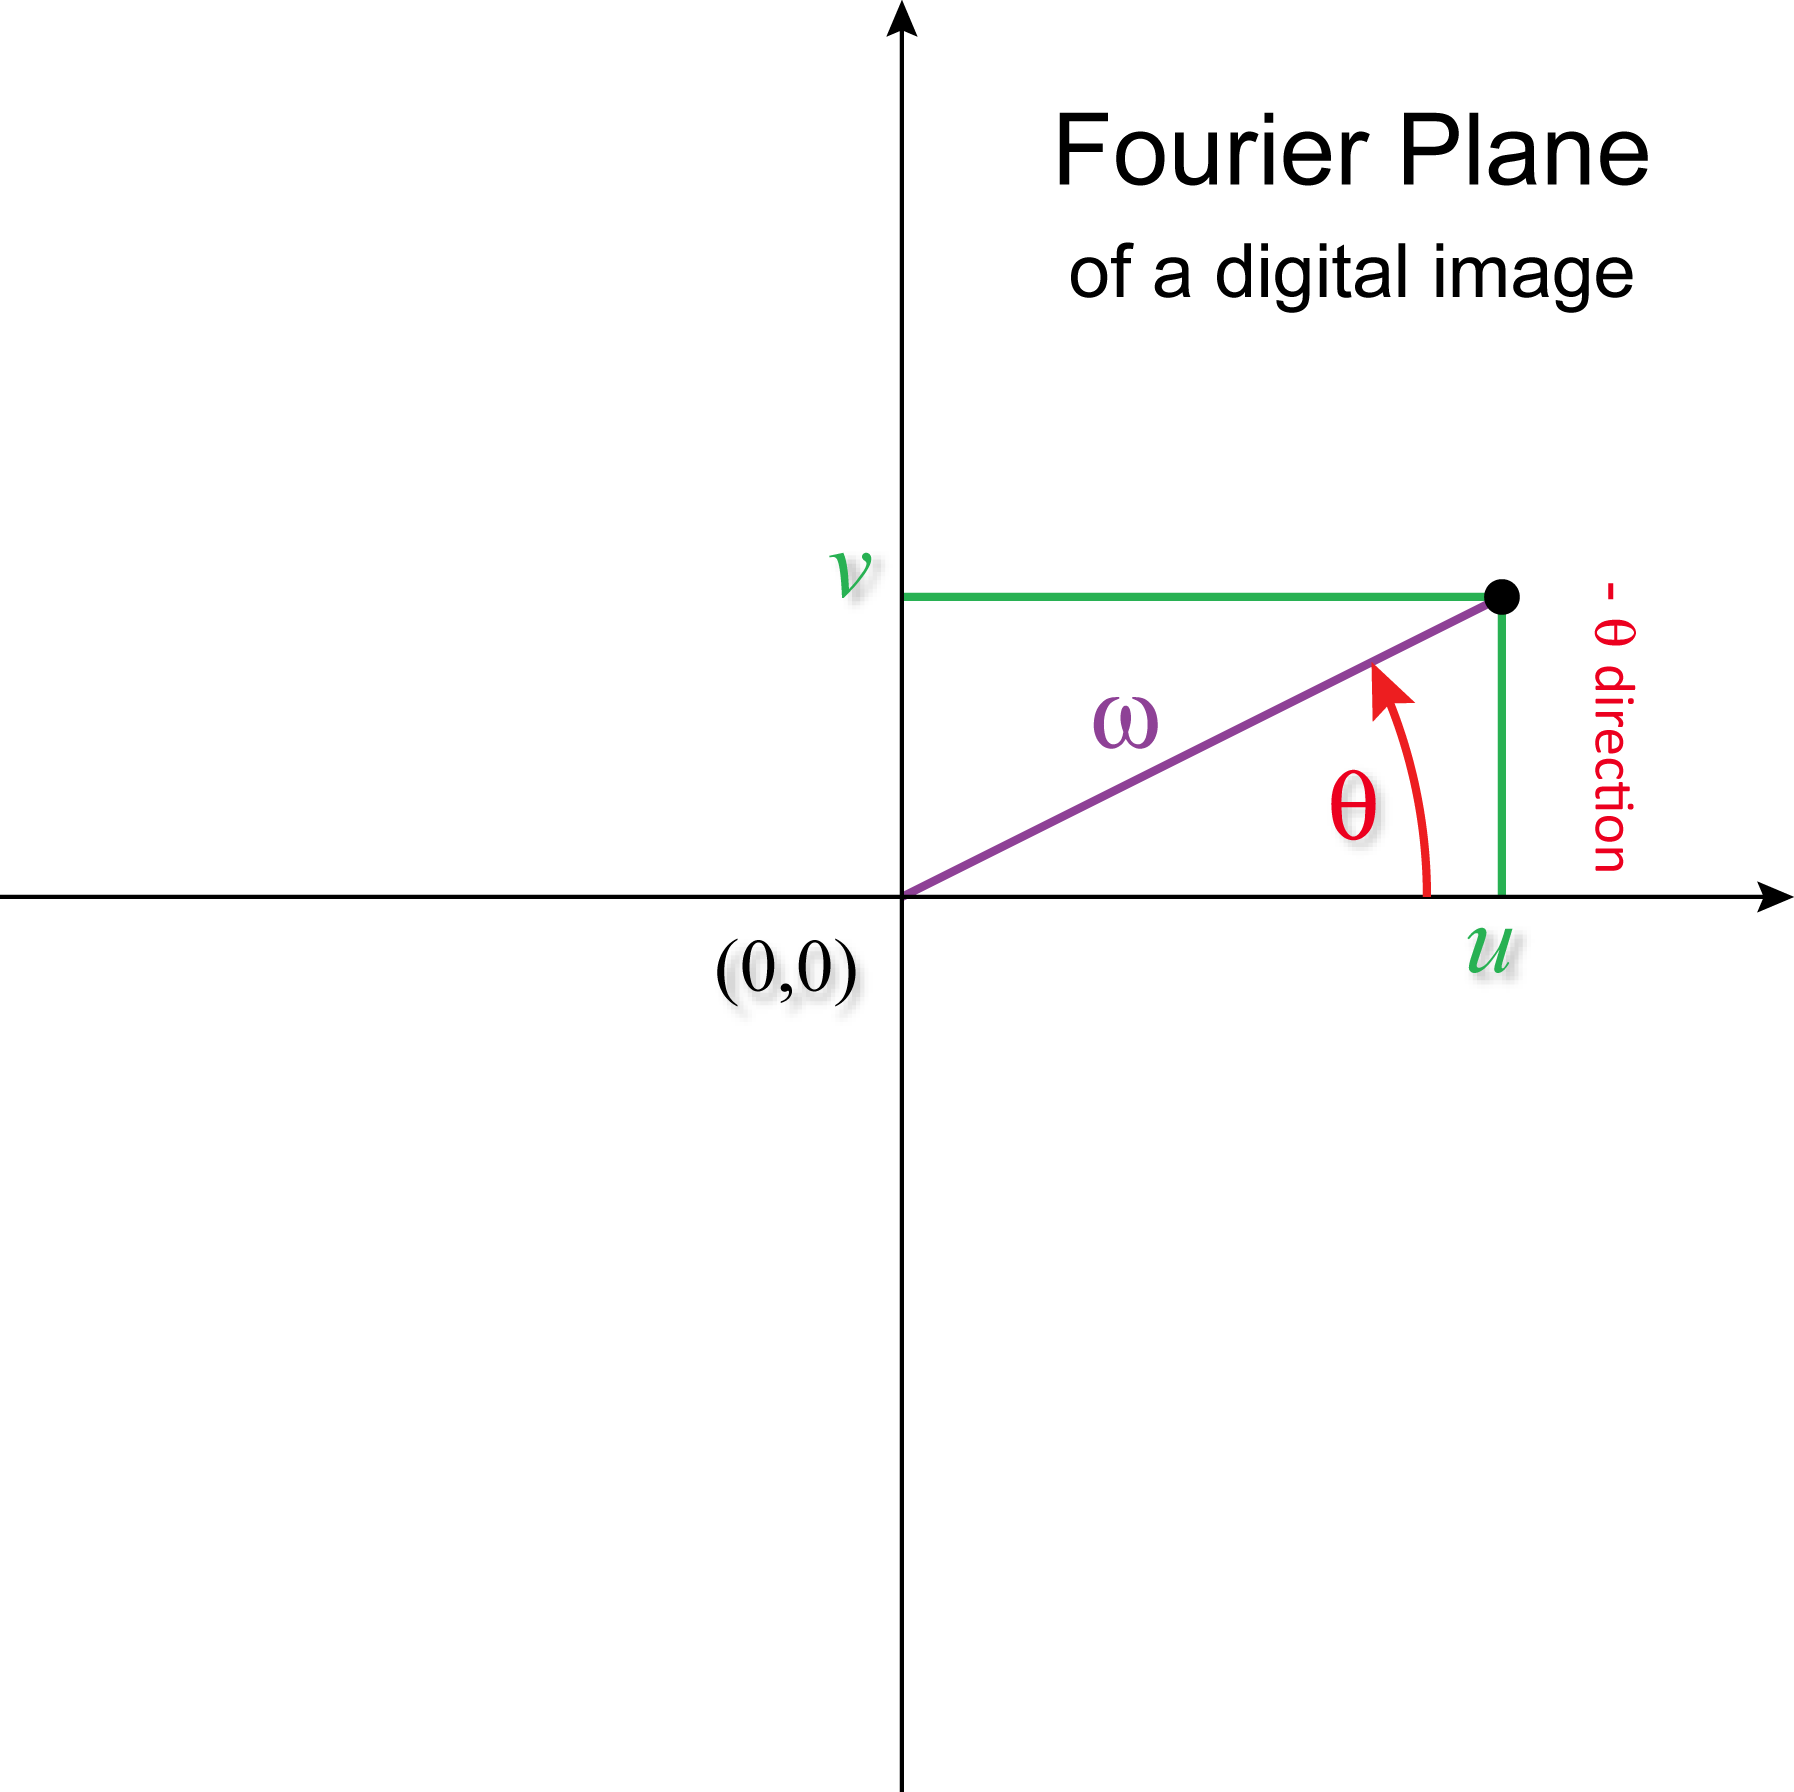 Fourier Plane
of a digital image
v
- θ direction
ω
θ
u
(0,0)